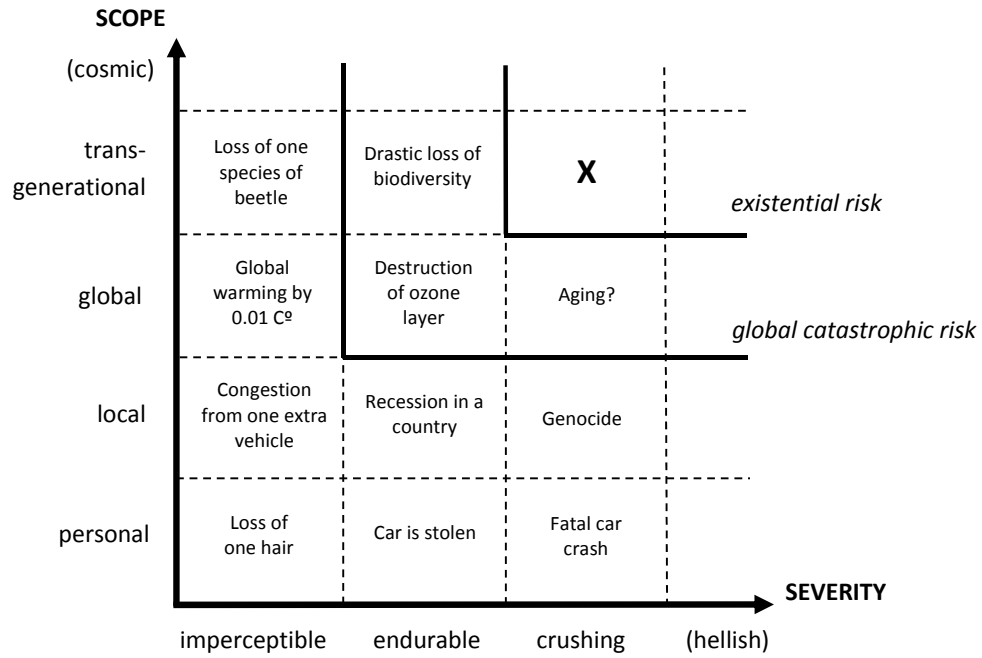 SCOPE
(cosmic)
trans-
generational
Loss of one
species of
beetle
Drastic loss of
biodiversity
X
existential risk
global
Global
warming by
0.01 Cº
Destruction
of ozone
layer
Aging?
global catastrophic risk
local
Congestion
from one extra
vehicle
Recession in a
country
Genocide
personal
Loss of
one hair
Car is stolen
Fatal car
crash
SEVERITY
imperceptible
endurable
crushing
(hellish)